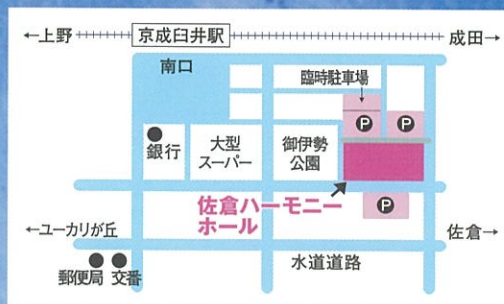 ←上野
京成臼井駅
成田→
南口
臨時駐車場
P
P
銀行
大型
スーパー
御伊勢
公園
佐倉ハーモニー
ホール
P
←ユーカリが丘
佐倉→
郵便局
交番
水道道路